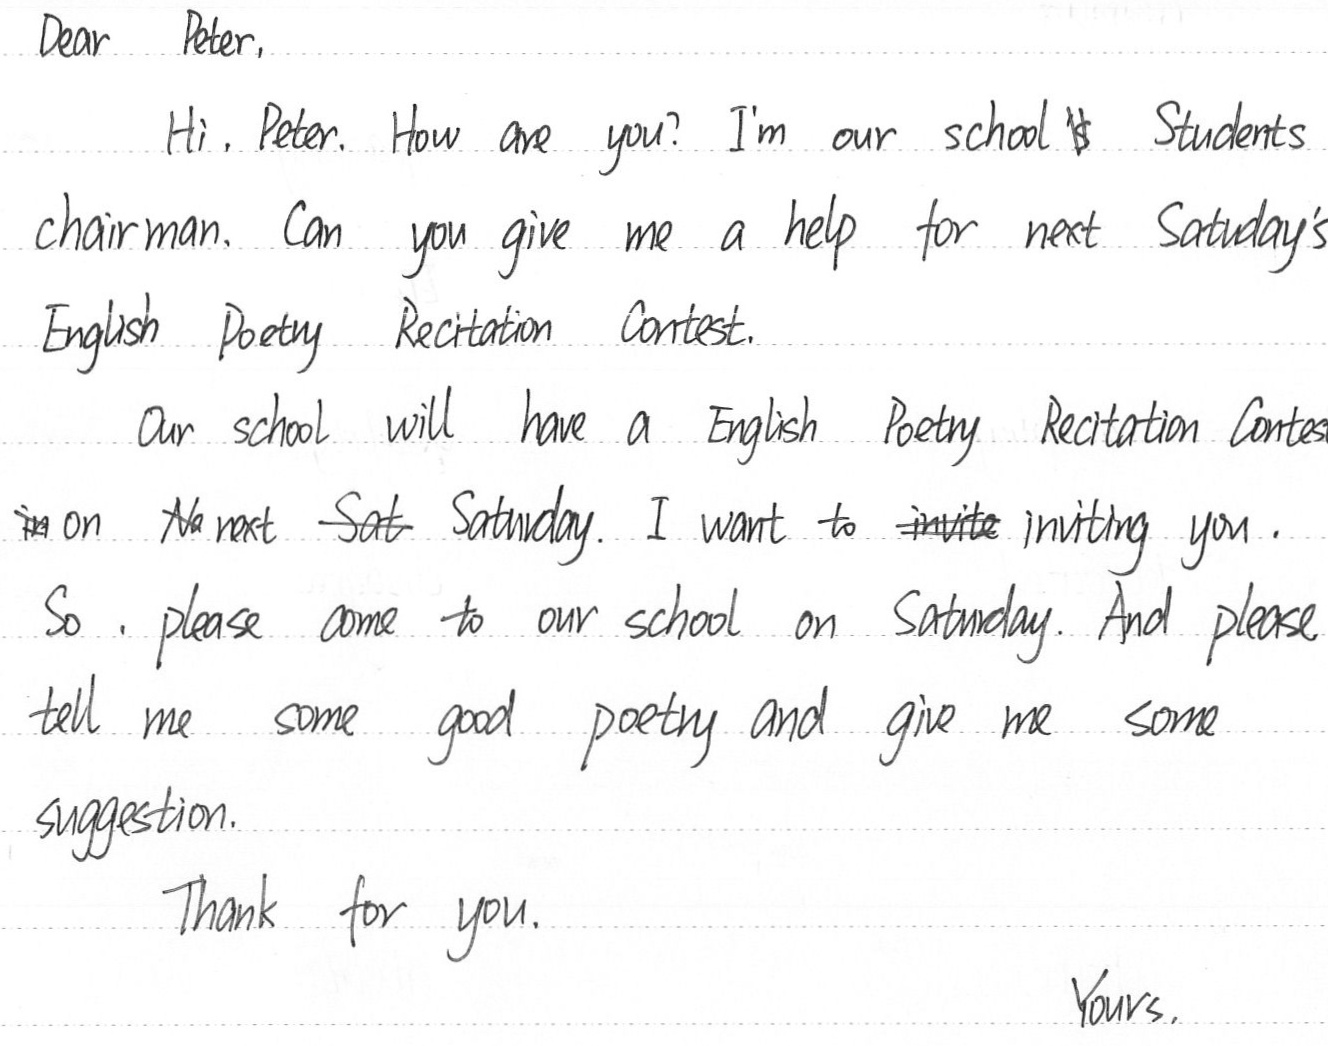 Dear Peter,
Hi, Peter. How are you? I'm our school's Students
chairman. Can you give me a help for next Satuday's
English Poetry Recitation Contest.
Our school will have a English Poetry Recitation Contest
in on Ne next Sat Saturday. I want to invite inviting you.
So, please come to our school on Saturday. And please
tell me some good poetry and give me some
suggestion.
Thank for you.
Yours,